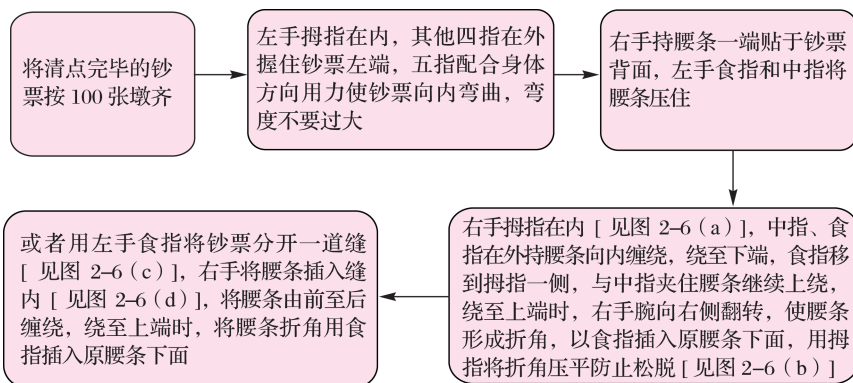 将清点完毕的钞
票按 100 张墩齐
左手拇指在内，其他四指在外
握住钞票左端，五指配合身体
方向用力使钞票向内弯曲，弯
度不要过大
右手持腰条一端贴于钞票
背面，左手食指和中指将
腰条压住
右手拇指在内 [ 见图 2-6（a）]，中指、食
指在外持腰条向内缠绕，绕至下端，食指移
到拇指一侧，与中指夹住腰条继续上绕，
绕至上端时，右手腕向右侧翻转，使腰条
形成折角，以食指插入原腰条下面，用拇
指将折角压平防止松脱 [ 见图 2-6（b）]
或者用左手食指将钞票分开一道缝
[ 见图 2-6（c）]，右手将腰条插入缝
内 [ 见图 2-6（d）]，将腰条由前至后
缠绕，绕至上端时，将腰条折角用食
指插入原腰条下面